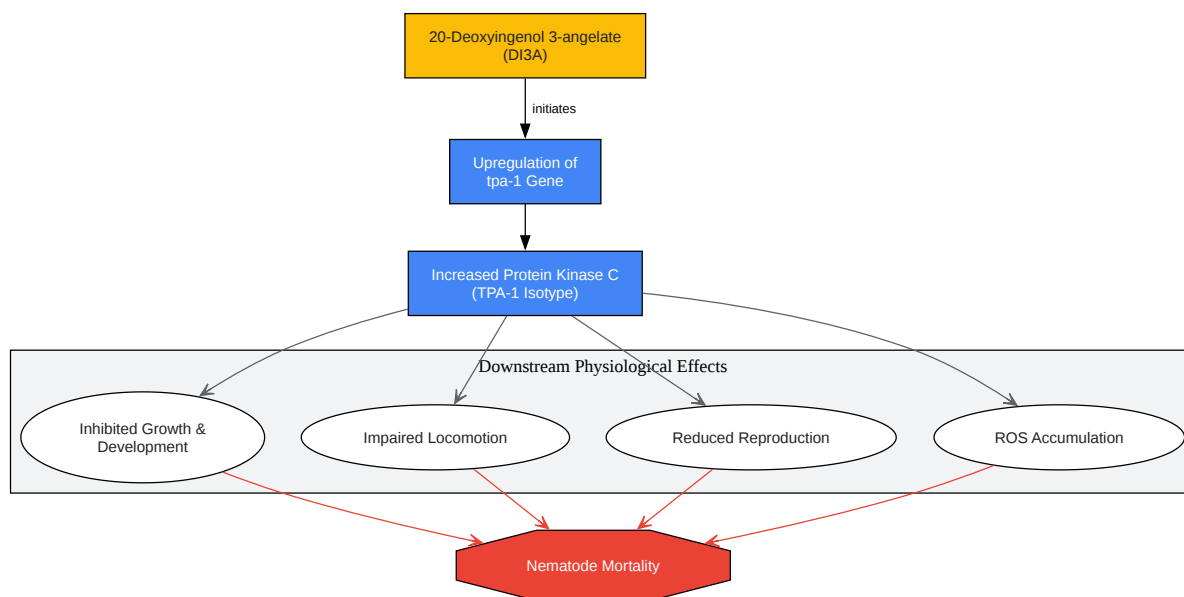 20-Deoxyingenol 3-angelate
(DI3A)
initiates
Upregulation of
tpa-1 Gene
Increased Protein Kinase C
(TPA-1 Isotype)
Downstream Physiological Effects
Inhibited Growth &
Development
Impaired Locomotion
Reduced Reproduction
ROS Accumulation
Nematode Mortality